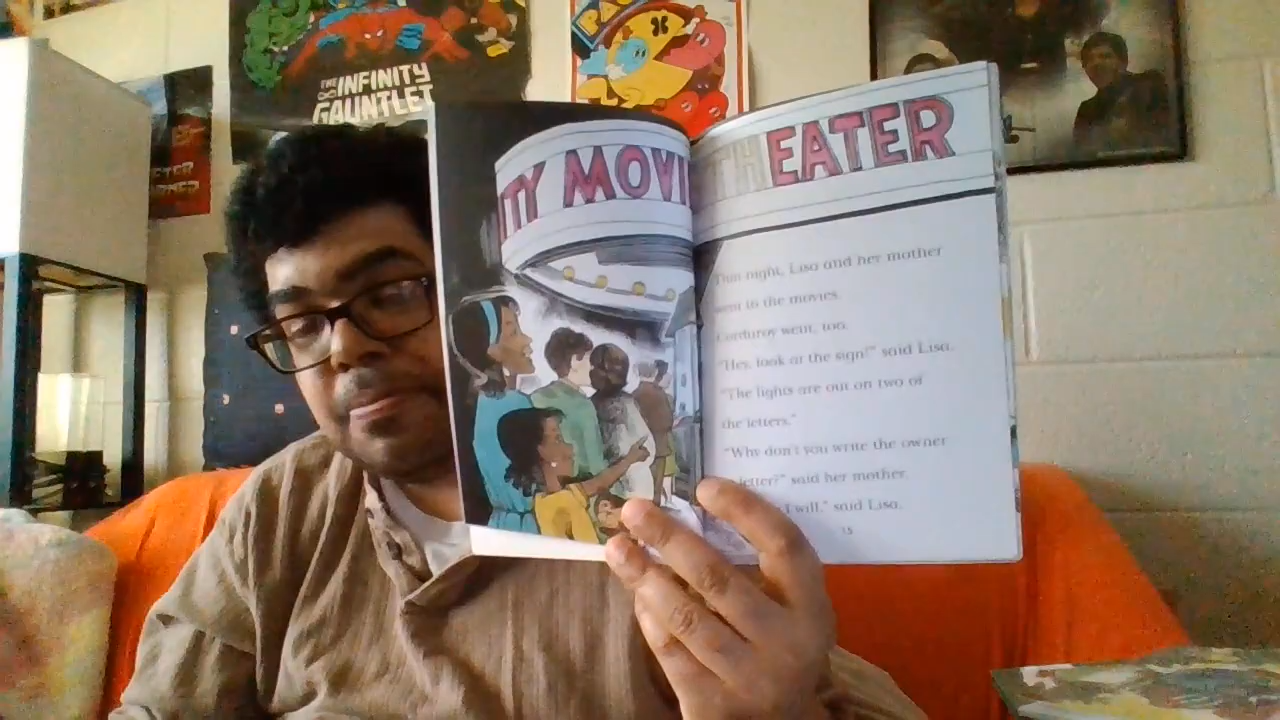 THE
INFINITY
GAUNTLET
PAC
ITY MOVI THEATER
That night, Lisa and her mother
went to the movies.
Corduroy went, too.
"Hey, look at the sign!" said Lisa.
"The lights are out on two of
the letters."
"Why don't you write the owner
letter?" said her mother.
I will," said Lisa.
15